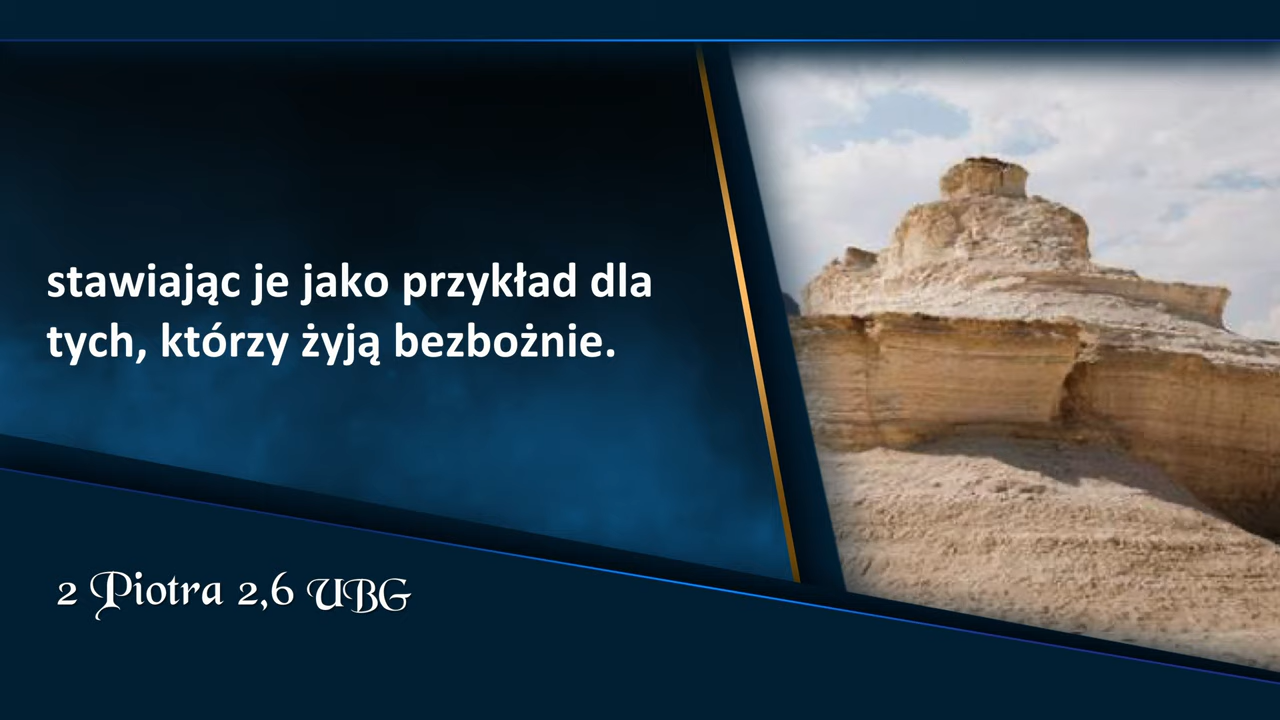 stawiając je jako przykład dla
tych, którzy żyją bezbożnie.
2 Piotra 2,6 UBG